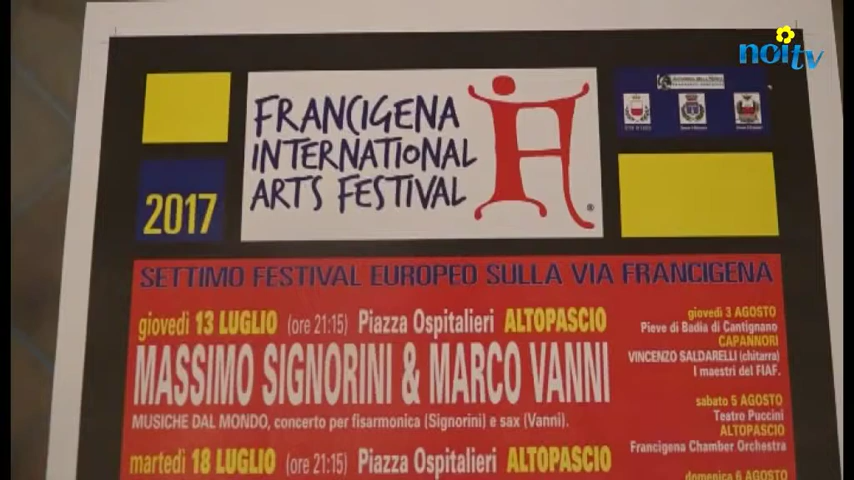 noitv
FRANCIGENA
INTERNATIONAL
ARTS FESTIVAL
2017
SETTIMO FESTIVAL EUROPEO SULLA VIA FRANCIGENA
giovedì 13 LUGLIO (ore 21:15) Piazza Ospitalieri ALTOPASCIO
MASSIMO SIGNORINI & MARCO VANNI
MUSICHE DAL MONDO, concerto per fisarmonica (Signorini) e sax (Vanni).
martedì 18 LUGLIO (ore 21:15) Piazza Ospitalieri ALTOPASCIO
giovedì 3 AGOSTO
Pieve di Badia di Cantignano
CAPANNORI
VINCENZO SALDARELLI (chitarra)
I maestri del FIAF.
sabato 5 AGOSTO
Teatro Puccini
ALTOPASCIO
Francigena Chamber Orchestra
domenica 6 AGOSTO